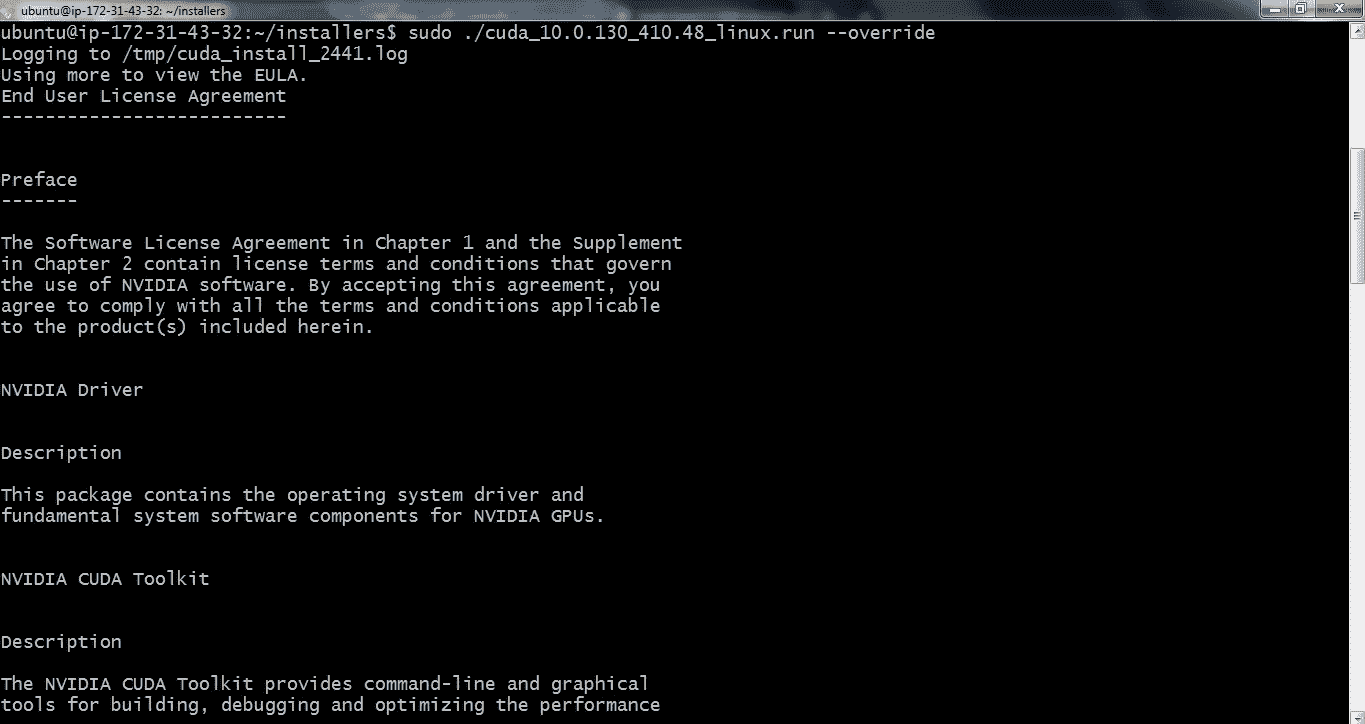 ubuntu@ip-172-31-43-32: ~/installers
ubuntu@ip-172-31-43-32:~/installers$ sudo ./cuda_10.0.130_410.48_linux.run --override
Logging to /tmp/cuda_install_2441.log
Using more to view the EULA.
End User License Agreement
--------------------------
Preface
-------
The Software License Agreement in Chapter 1 and the Supplement
in Chapter 2 contain license terms and conditions that govern
the use of NVIDIA software. By accepting this agreement, you
agree to comply with all the terms and conditions applicable
to the product(s) included herein.
NVIDIA Driver
Description
This package contains the operating system driver and
fundamental system software components for NVIDIA GPUs.
NVIDIA CUDA Toolkit
Description
The NVIDIA CUDA Toolkit provides command-line and graphical
tools for building, debugging and optimizing the performance